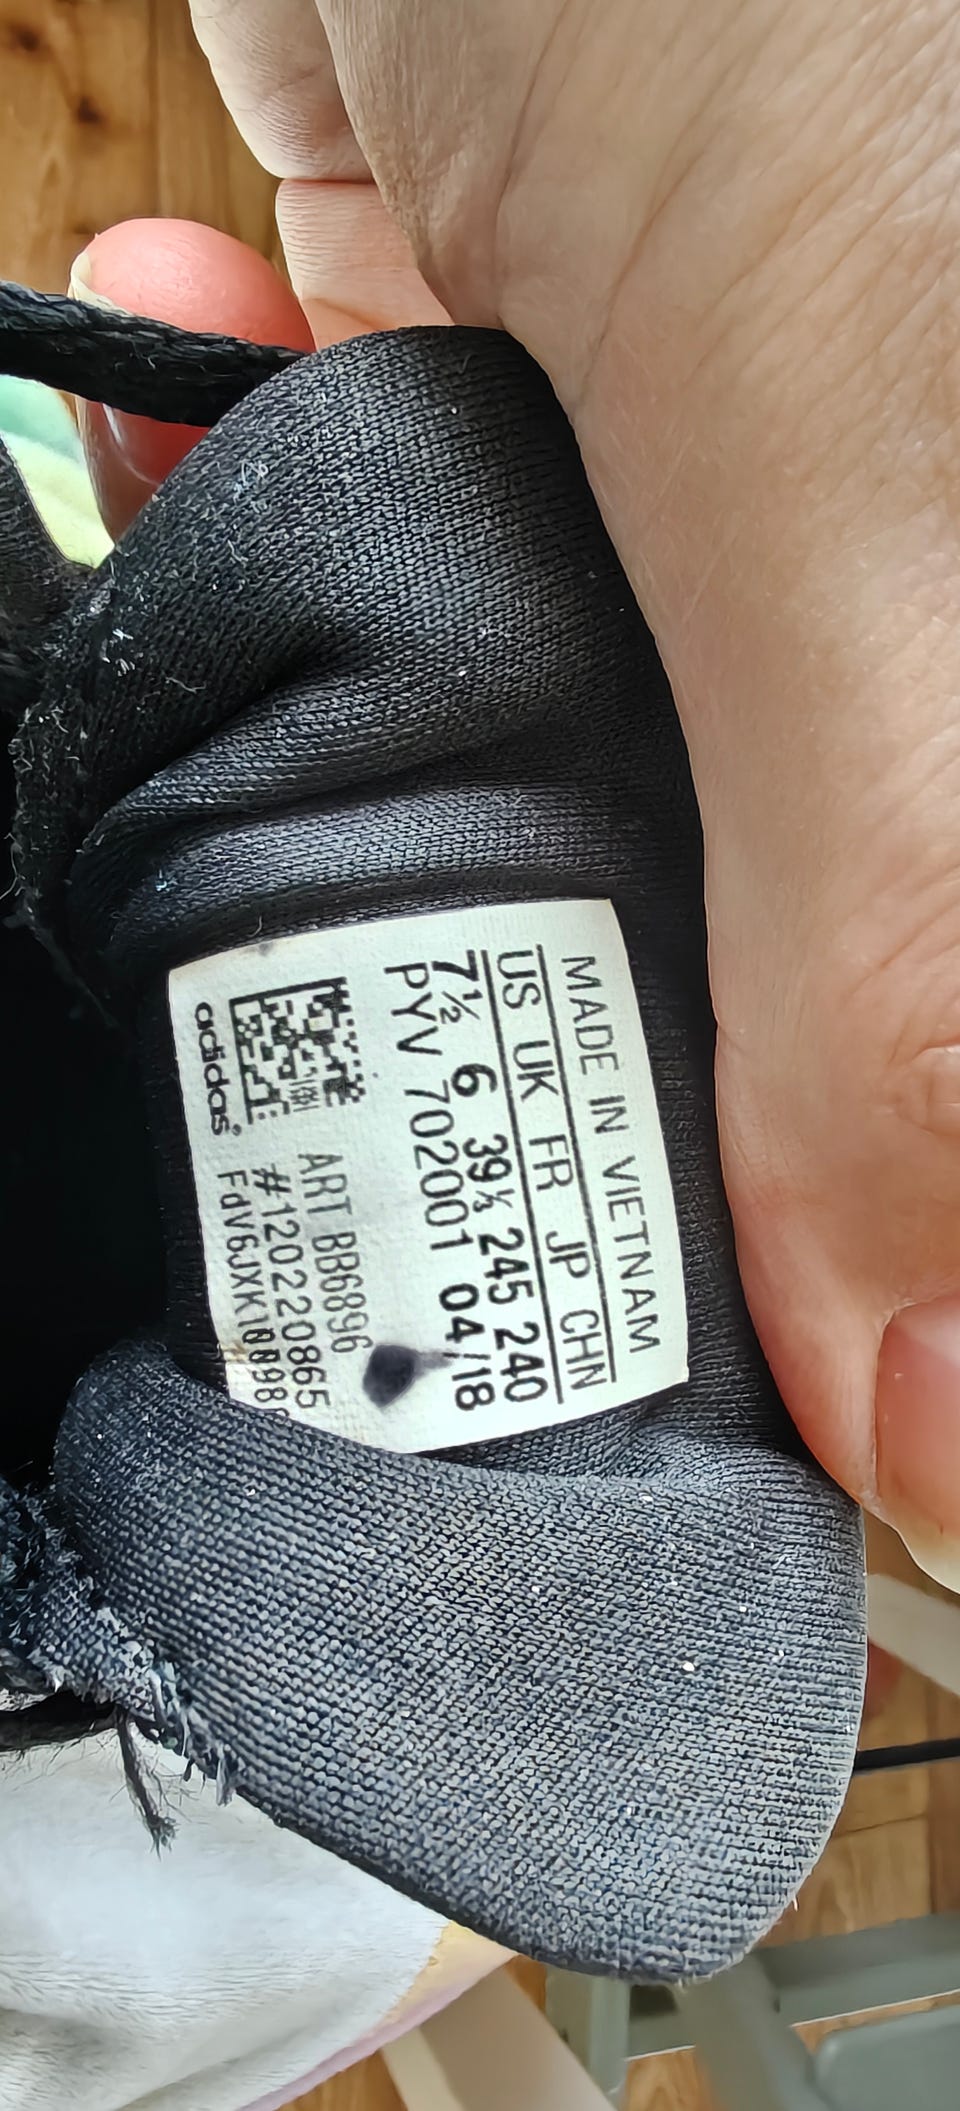 MADE IN VIETNAM
US UK FR JP CHN
7½ 6 39⅓ 245 240
PYV 702001 04/18
ART BB6896
#120220865
adidas®